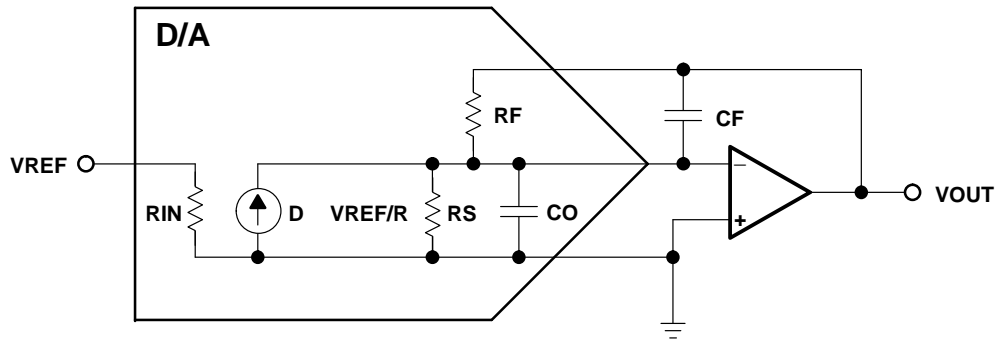 D/A
RF
CF
VREF
RIN
D
VREF/R
RS
CO
VOUT
−
+